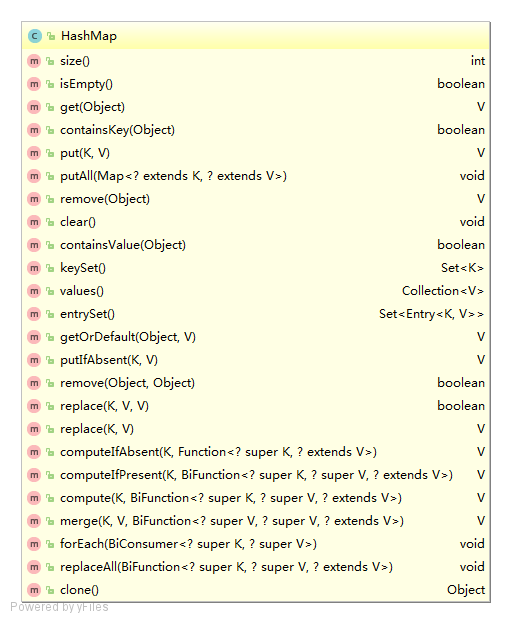 C HashMap
m size() int
m isEmpty() boolean
m get(Object) V
m containsKey(Object) boolean
m put(K, V) V
m putAll(Map<? extends K, ? extends V>) void
m remove(Object) V
m clear() void
m containsValue(Object) boolean
m keySet() Set<K>
m values() Collection<V>
m entrySet() Set<Entry<K, V>>
m getOrDefault(Object, V) V
m putIfAbsent(K, V) V
m remove(Object, Object) boolean
m replace(K, V, V) boolean
m replace(K, V) V
m computeIfAbsent(K, Function<? super K, ? extends V>) V
m computeIfPresent(K, BiFunction<? super K, ? super V, ? extends V>) V
m compute(K, BiFunction<? super K, ? super V, ? extends V>) V
m merge(K, V, BiFunction<? super V, ? super V, ? extends V>) V
m forEach(BiConsumer<? super K, ? super V>) void
m replaceAll(BiFunction<? super K, ? super V, ? extends V>) void
m clone() Object
Powered by yFiles